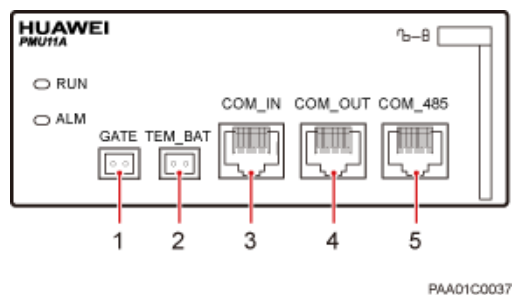 HUAWEI
PMU11A
RUN
ALM
GATE TEM_BAT COM_IN COM_OUT COM_485
1 2 3 4 5
PAA01C0037